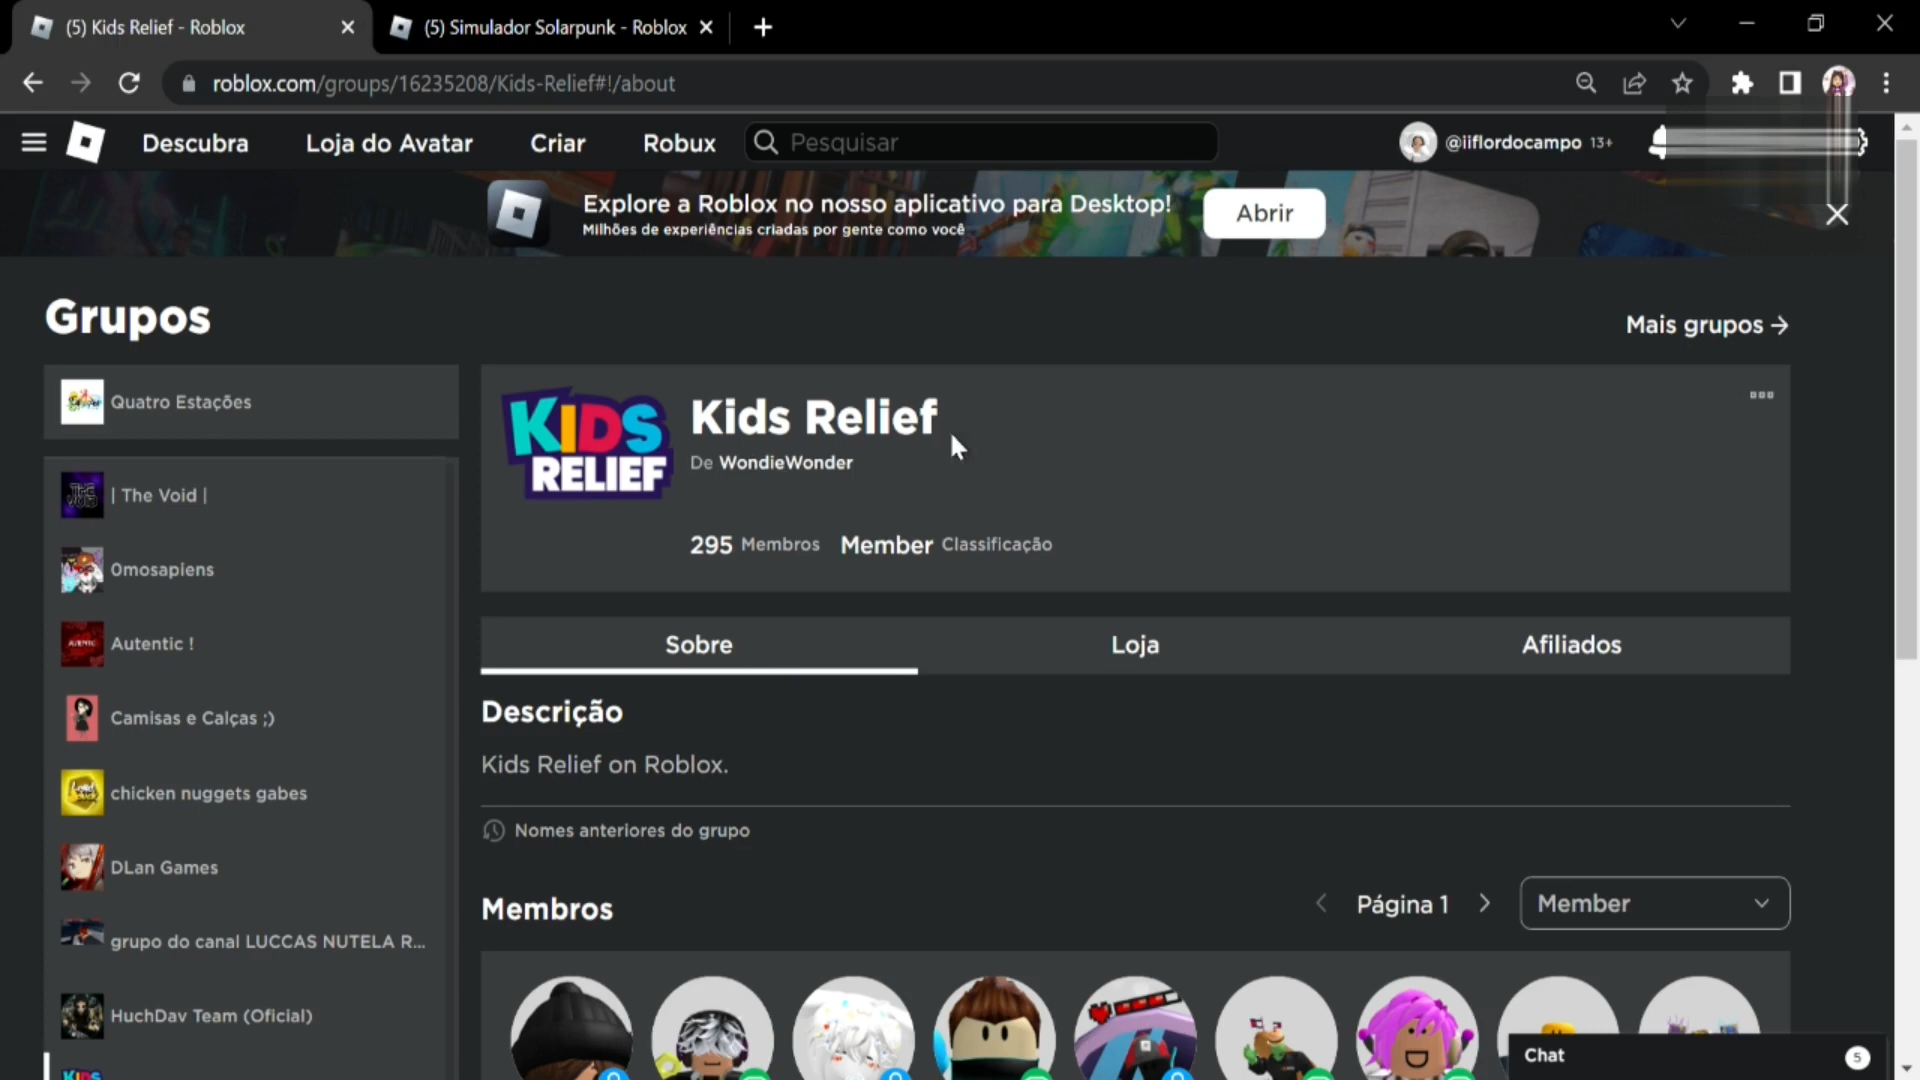 (5) Kids Relief - Roblox
(5) Simulador Solarpunk - Roblox
roblox.com/groups/16235208/Kids-Relief#!/about
Descubra
Loja do Avatar
Criar
Robux
Pesquisar
@iiflordocampo 13+
Explore a Roblox no nosso aplicativo para Desktop!
Milhões de experiências criadas por gente como você
Abrir
Grupos
Mais grupos
Quatro Estações
| The Void |
0mosapiens
Autentic !
Camisas e Calças ;)
chicken nuggets gabes
DLan Games
grupo do canal LUCCAS NUTELA R...
HuchDav Team (Oficial)
KIDS
KIDS
RELIEF
Kids Relief
De WondieWonder
295 Membros Member Classificação
Sobre
Loja
Afiliados
Descrição
Kids Relief on Roblox.
Nomes anteriores do grupo
Membros
Página 1
Member
Chat
5